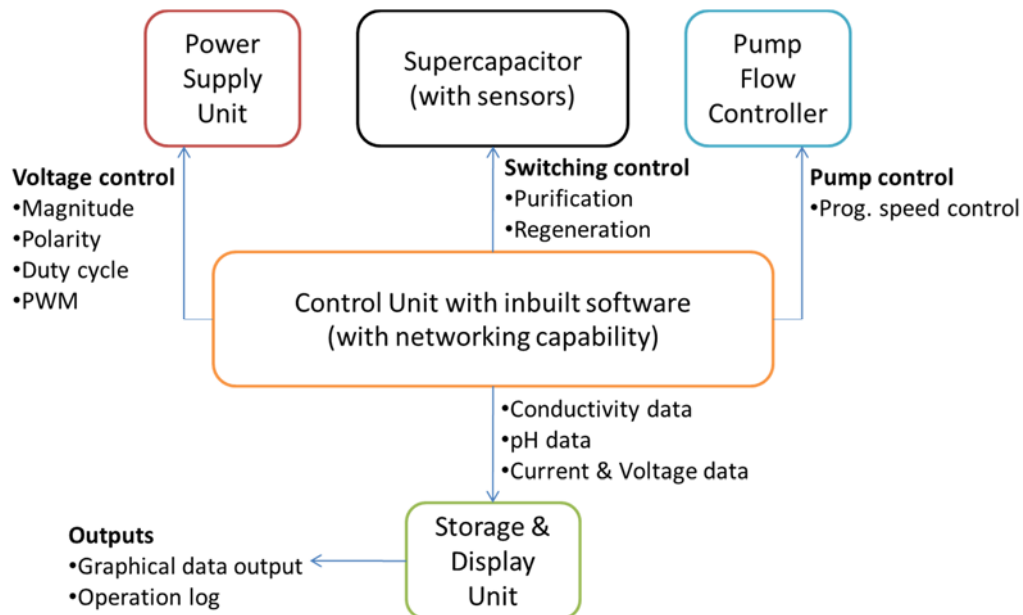 Power
Supply
Unit
Supercapacitor
(with sensors)
Pump
Flow
Controller
Voltage control
•Magnitude
•Polarity
•Duty cycle
•PWM
Switching control
•Purification
•Regeneration
Pump control
•Prog. speed control
Control Unit with inbuilt software
(with networking capability)
•Conductivity data
•pH data
•Current & Voltage data
Storage &
Display
Unit
Outputs
•Graphical data output
•Operation log